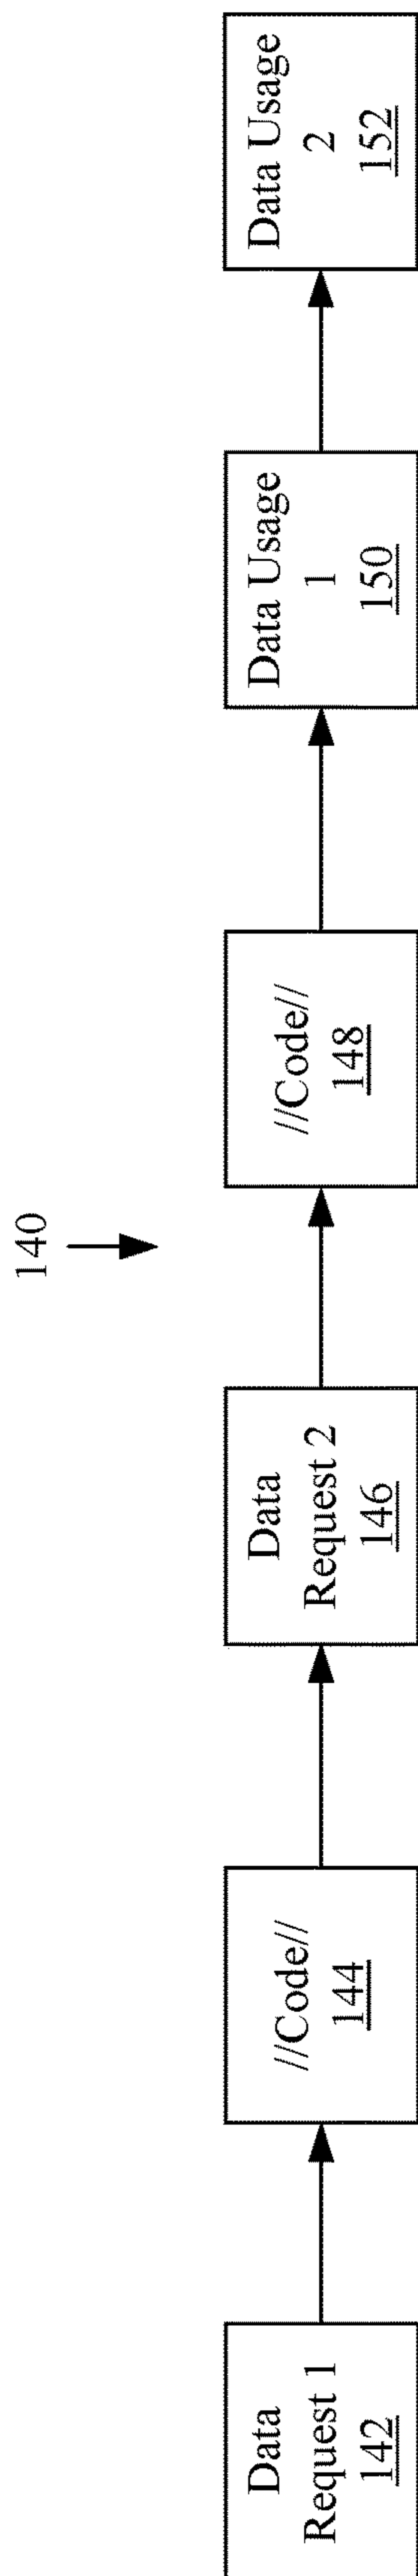 140
Data
Request 1
142
//Code//
144
Data
Request 2
146
//Code//
148
Data Usage
1
150
Data Usage
2
152